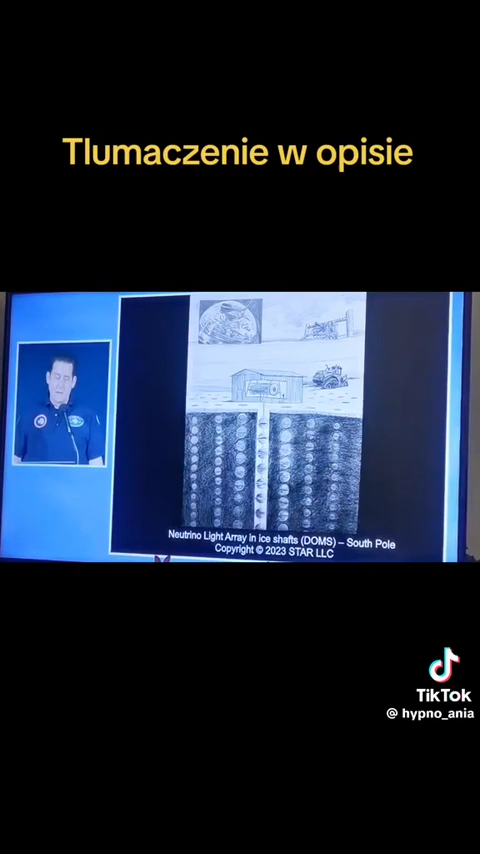 Tlumaczenie w opisie
Neutrino Light Array in ice shafts (DOMS) – South Pole
Copyright © 2023 STAR LLC
TikTok
@ hypno_ania